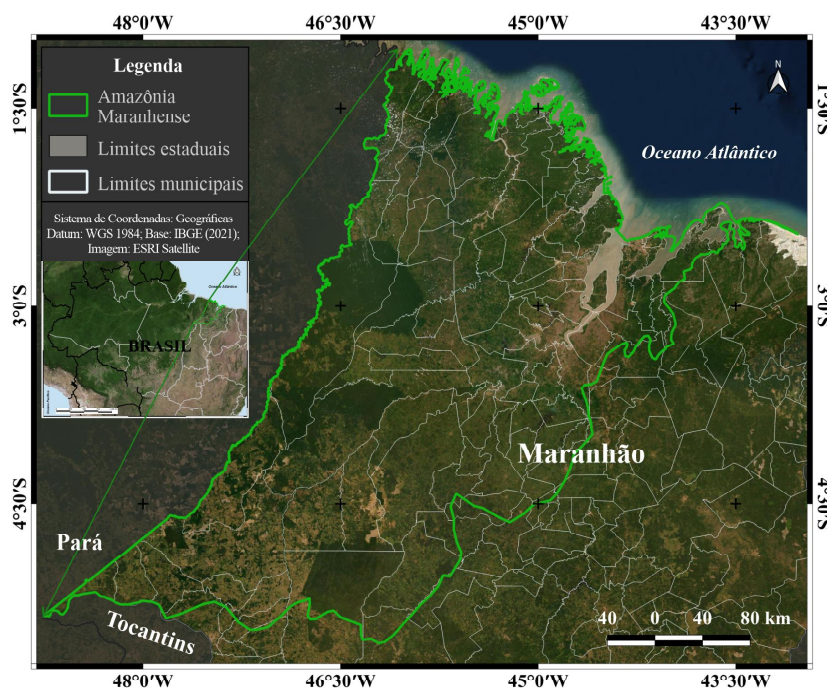 48°0'W 46°30'W 45°0'W 43°30'W
Legenda
Amazônia
Maranhense
Limites estaduais
Limites municipais
Sistema de Coordenadas: Geográficas
Datum: WGS 1984; Base: IBGE (2021);
Imagem: ESRI Satellite
Oceano Atlântico
BRASIL
N
Oceano Atlântico
1°30'S 1°30'S
3°0'S 3°0'S
4°30'S 4°30'S
Maranhão
Pará
Tocantins
40 0 40 80 km
48°0'W 46°30'W 45°0'W 43°30'W